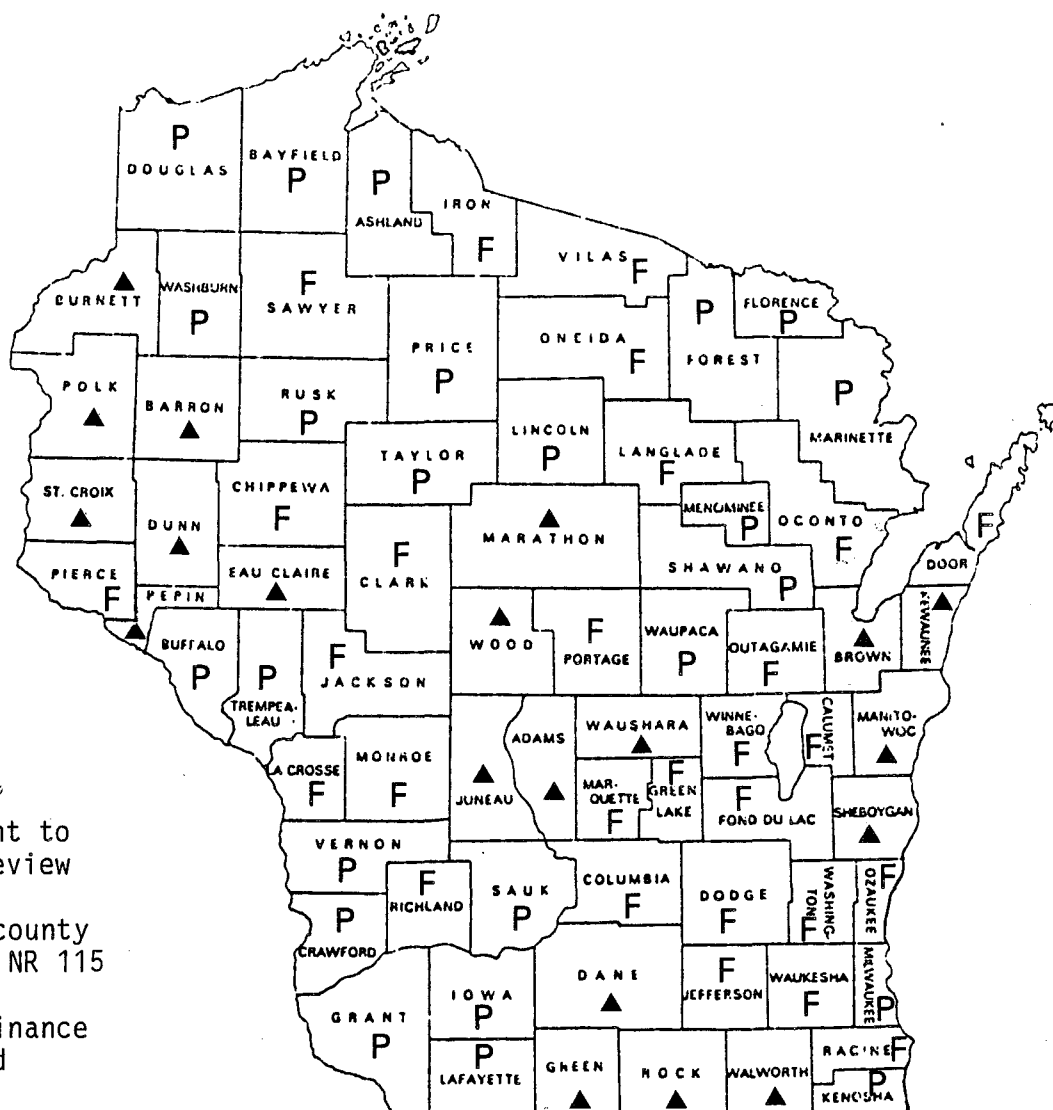 P
DOUGLAS
BAYFIELD
P
P
ASHLAND
IRON
F
VILAS
F
BURNETT
▲
WASHBURN
P
F
SAWYER
PRICE
P
ONEIDA
F
P
FOREST
FLORENCE
P
P
MARINETTE
POLK
▲
BARRON
▲
RUSK
P
TAYLOR
P
LINCOLN
P
LANGLADE
F
MENOMINEE
P
OCONTO
F
F
DOOR
ST. CROIX
▲
DUNN
▲
CHIPPEWA
F
EAU CLAIRE
▲
F
CLARK
▲
MARATHON
SHAWANO
P
PIERCE
F
PEPIN
▲
BUFFALO
P
P
TREMPEA-
LEAU
F
JACKSON
▲
WOOD
F
PORTAGE
WAUPACA
P
OUTAGAMIE
F
▲
BROWN
▲
KEWAUNEE
LA CROSSE
F
MONROE
F
▲
JUNEAU
ADAMS
▲
WAUSHARA
▲
MAR-
QUETTE
F
F
GREEN
LAKE
WINNE-
BAGO
F
CALUMET
F
MANITO-
WOC
▲
F
FOND DU LAC
SHEBOYGAN
▲
VERNON
P
F
RICHLAND
SAUK
P
COLUMBIA
F
DODGE
F
WASHING-
TON
F
OZAUKEE
F
P
CRAWFORD
GRANT
P
IOWA
P
P
LAFAYETTE
DANE
▲
F
JEFFERSON
WAUKESHA
F
MILWAUKEE
P
GREEN
▲
ROCK
▲
WALWORTH
▲
RACINE F
P
KENOSHA
nt to
eview
county
NR 115
inance
d